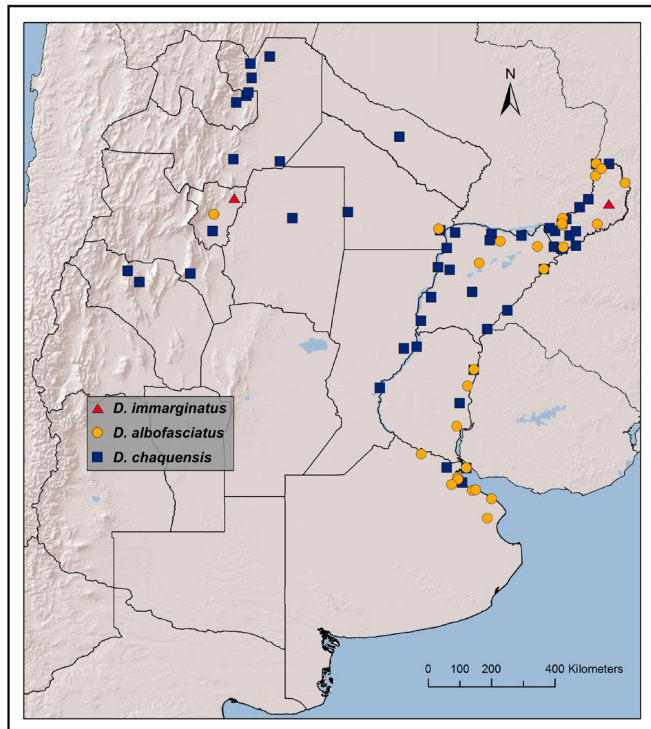 N
D. immarginatus
D. albofasciatus
D. chaquensis
0 100 200 400 Kilometers